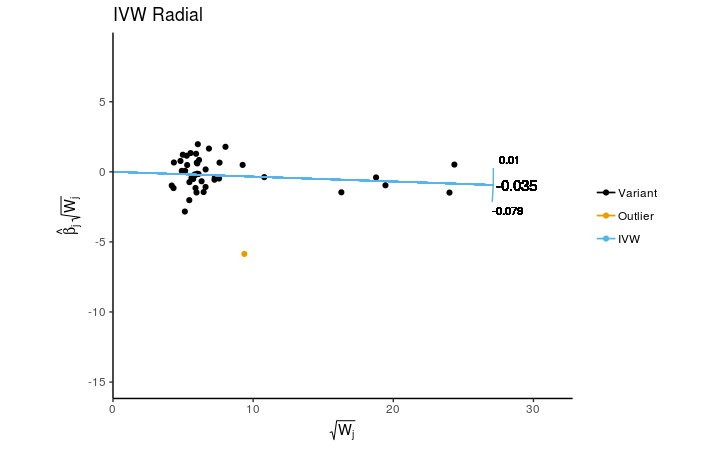 IVW Radial
5
0
-5
-10
-15
0
10
20
30
β̂ⱼ√Wⱼ
√Wⱼ
0.01
-0.035
-0.079
Variant
Outlier
IVW